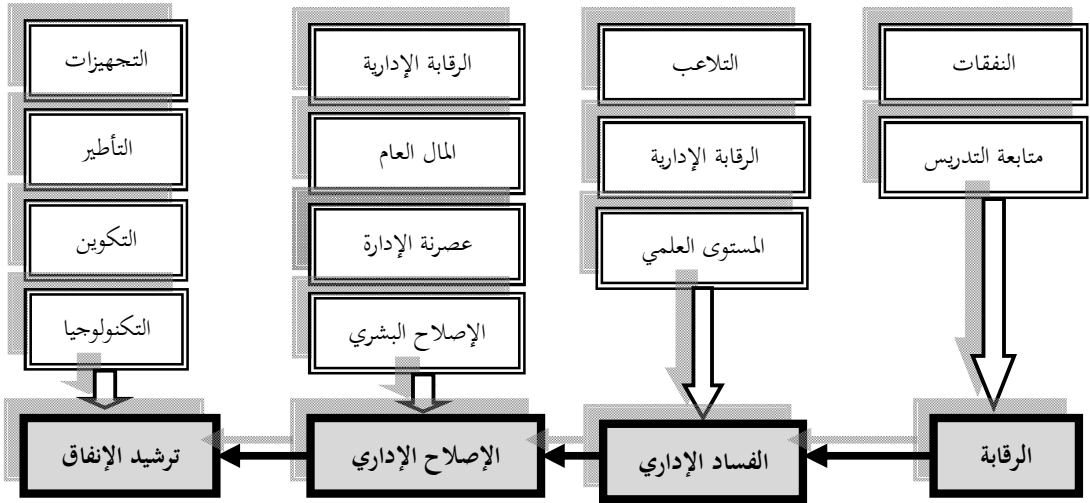 النفقات
متابعة التدريس
التلاعب
الرقابة الإدارية
المستوى العلمي
الرقابة الإدارية
المال العام
عصرنة الإدارة
الإصلاح البشري
التجهيزات
التأطير
التكوين
التكنولوجيا
الرقابة
الفساد الإداري
الإصلاح الإداري
ترشيد الإنفاق